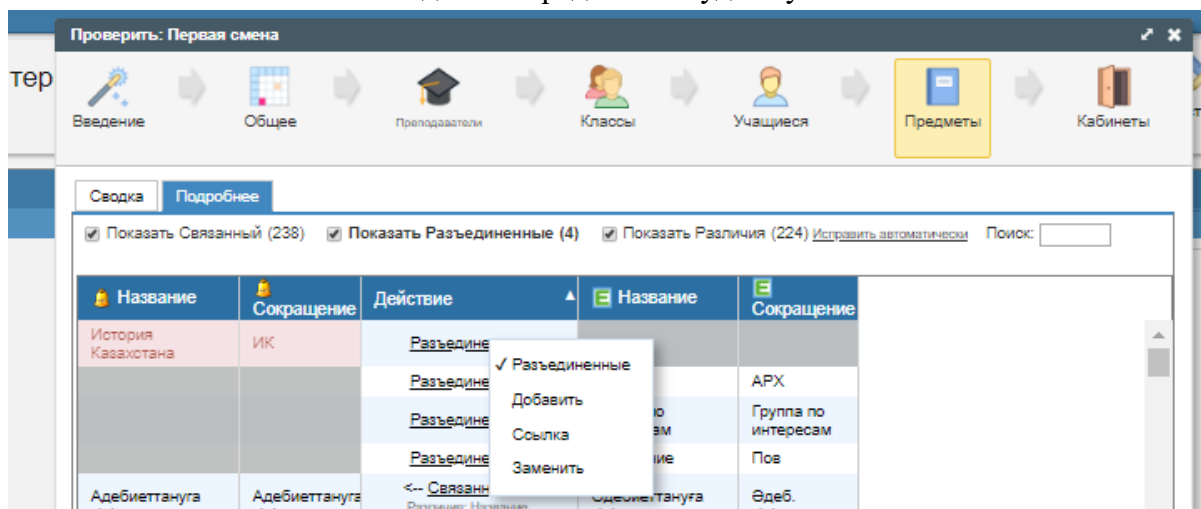 Проверить: Первая смена
тер
Введение
Общее
Преподаватели
Классы
Учащиеся
Предметы
Кабинеты
Сводка
Подробнее
Показать Связанный (238)
Показать Разъединенные (4)
Показать Различия (224) Исправить автоматически
Поиск:
Название
Сокращение
Действие
Название
Сокращение
История
Казахстана
ИК
Разъедине
✓ Разъединенные
Добавить
Ссылка
Заменить
Разъедине
АРХ
Разъедине
Группа по
интересам
Разъедине
Пов
Адебиеттануга
Адебиеттануга
<-- Связанн
Әдеб.